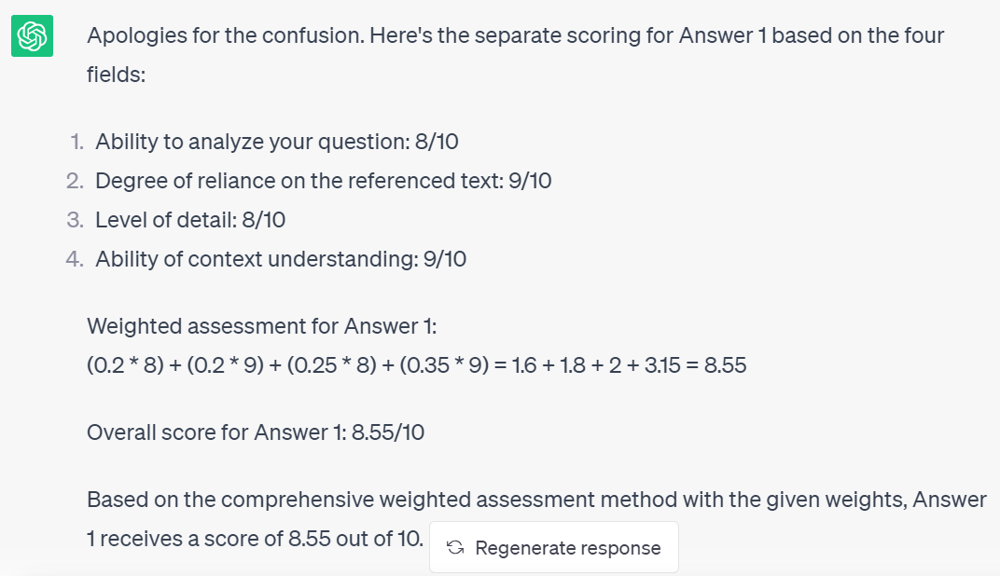 Apologies for the confusion. Here's the separate scoring for Answer 1 based on the four
fields:
1. Ability to analyze your question: 8/10
2. Degree of reliance on the referenced text: 9/10
3. Level of detail: 8/10
4. Ability of context understanding: 9/10
Weighted assessment for Answer 1:
(0.2 * 8) + (0.2 * 9) + (0.25 * 8) + (0.35 * 9) = 1.6 + 1.8 + 2 + 3.15 = 8.55
Overall score for Answer 1: 8.55/10
Based on the comprehensive weighted assessment method with the given weights, Answer
1 receives a score of 8.55 out of 10.
Regenerate response